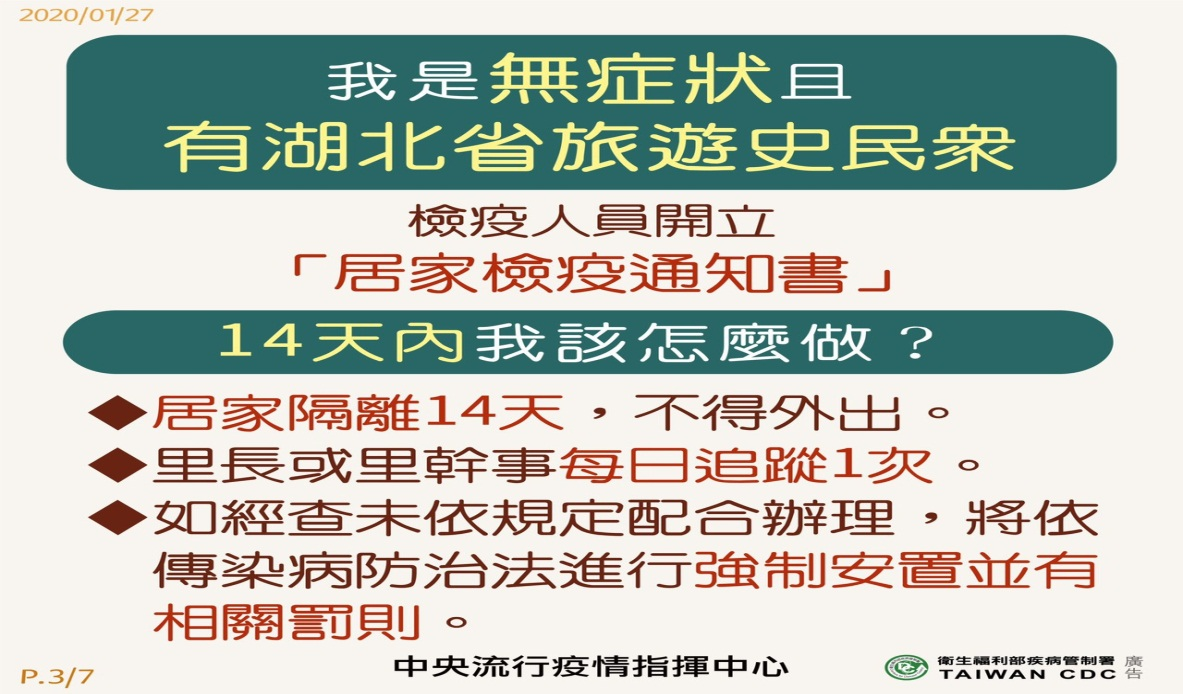 2020/01/27
我是無症狀且
有湖北省旅遊史民衆
檢疫人員開立
「居家檢疫通知書」
14天內我該怎麼做？
◆居家隔離14天，不得外出。
◆里長或里幹事每日追蹤1次。
◆如經查未依規定配合辦理，將依
傳染病防治法進行強制安置並有
相關罰則。
P.3/7
中央流行疫情指揮中心
衛生福利部疾病管制署
TAIWAN CDC
廣告